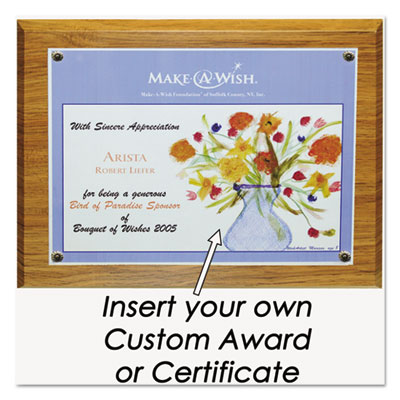 MAKE-A-WISH.
Make-A-Wish Foundation® of Suffolk County, NY, Inc.
With Sincere Appreciation
ARISTA
ROBERT LIEFER
for being a generous
Bird of Paradise Sponsor
of
Bouquet of Wishes 2005
Insert your own
Custom Award
or Certificate